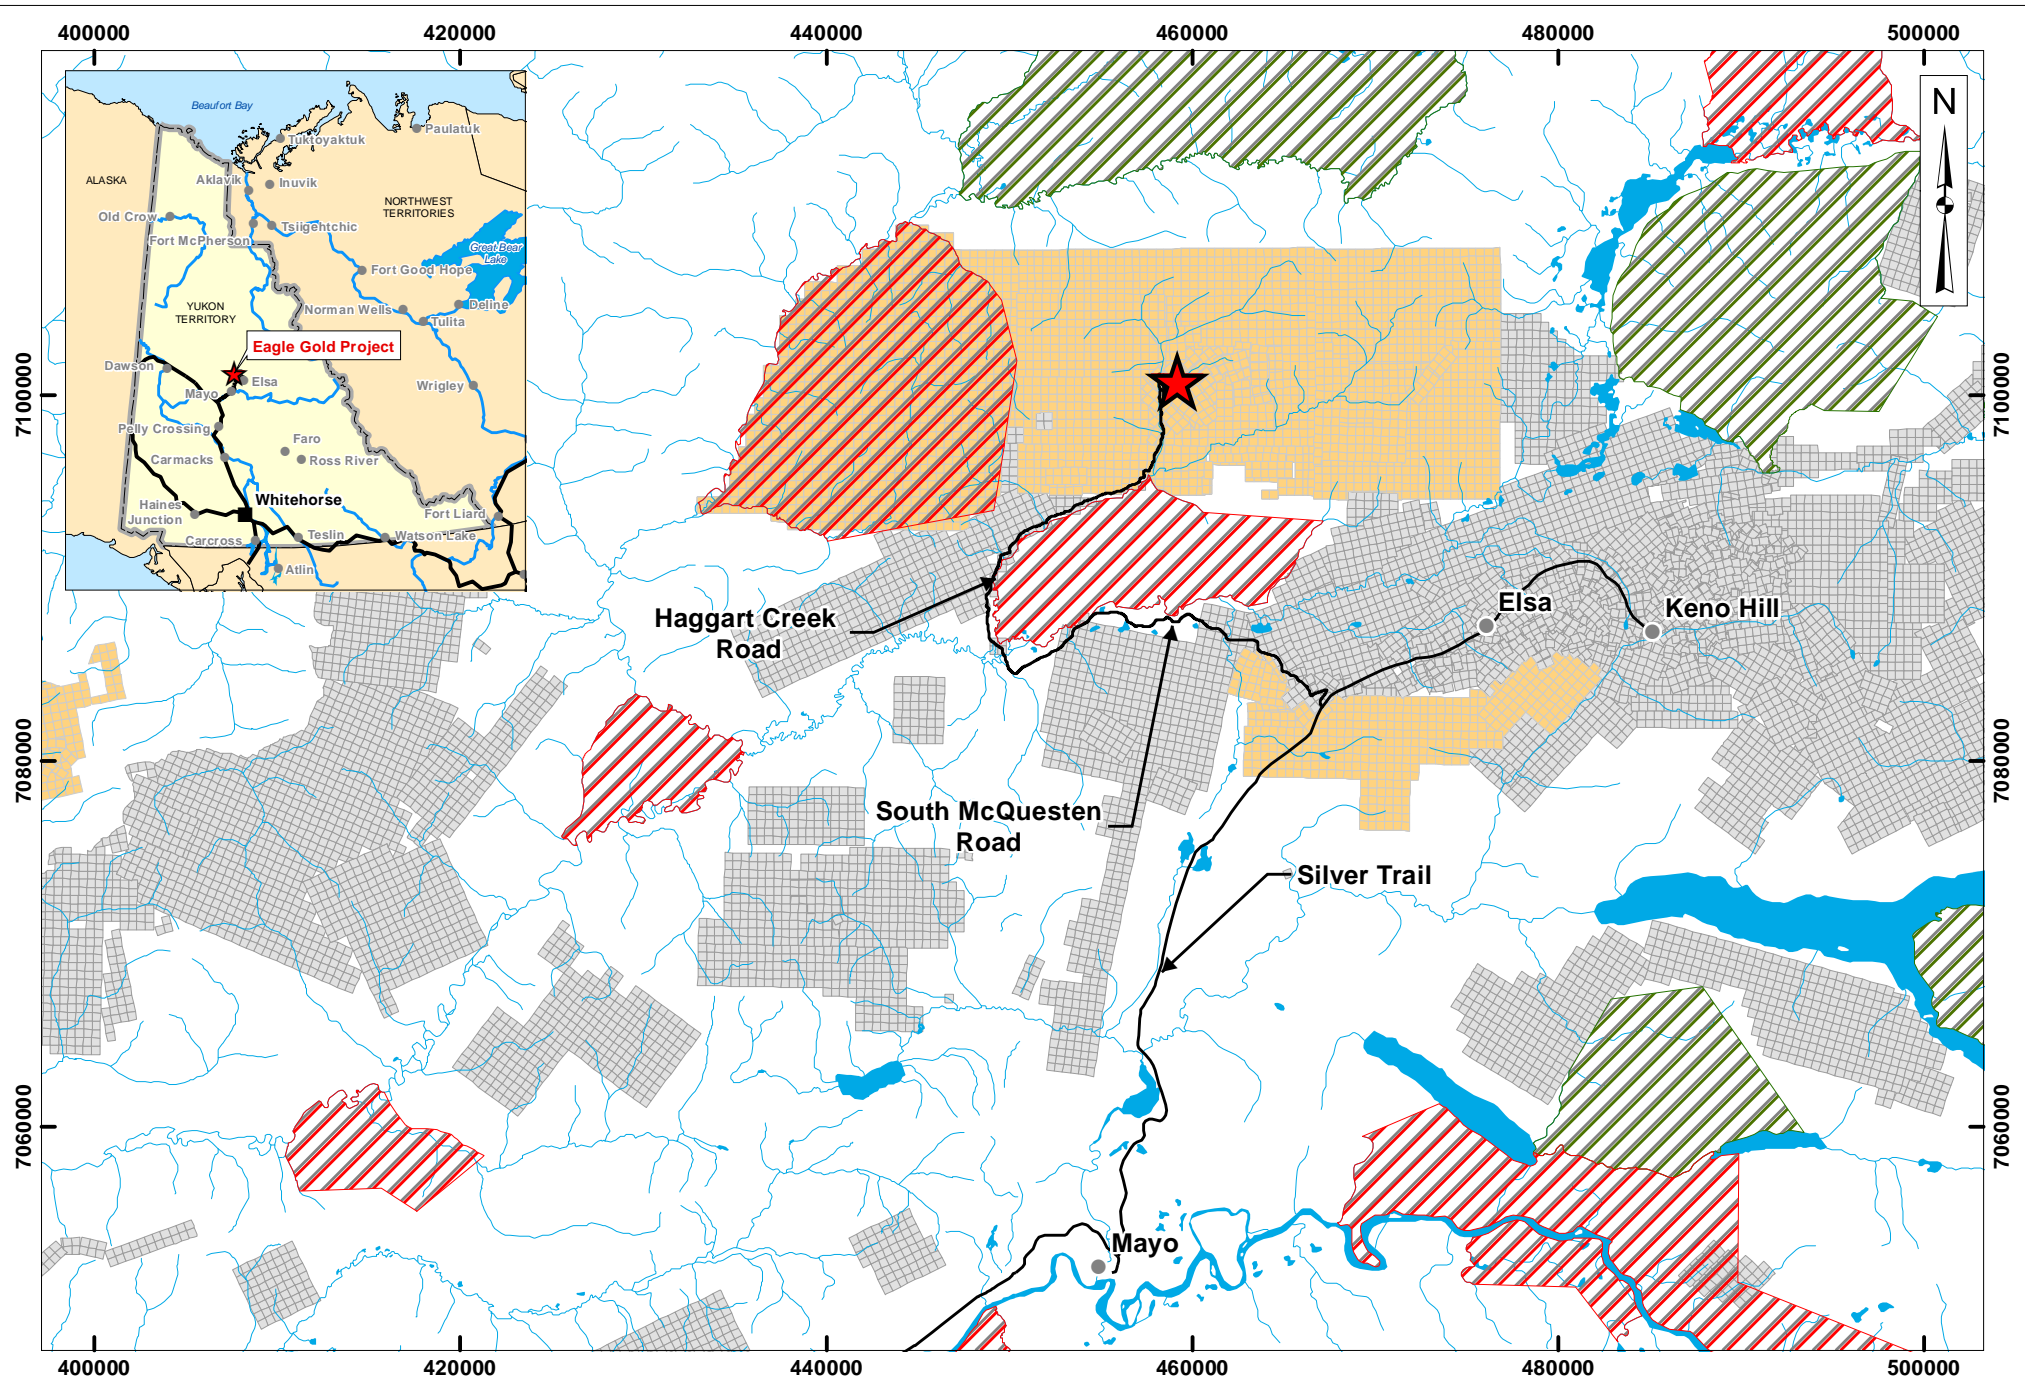 400000
420000
440000
460000
480000
500000
N
Beaufort Bay
Tuktoyaktuk
Paulatuk
ALASKA
Aklavik
Inuvik
NORTHWEST
TERRITORIES
Old Crow
Tsiigehtchic
Fort McPherson
Great Bear
Lake
Fort Good Hope
YUKON
TERRITORY
Norman Wells
Deline
Tulita
Eagle Gold Project
Dawson
Elsa
Mayo
Wrigley
Pelly Crossing
Faro
Carmacks
Ross River
Whitehorse
Haines
Junction
Fort Liard
Carcross
Teslin
Watson Lake
Atlin
7100000
7100000
Haggart Creek
Road
Elsa
Keno Hill
7080000
7080000
South McQuesten
Road
Silver Trail
7060000
7060000
Mayo
400000
420000
440000
460000
480000
500000